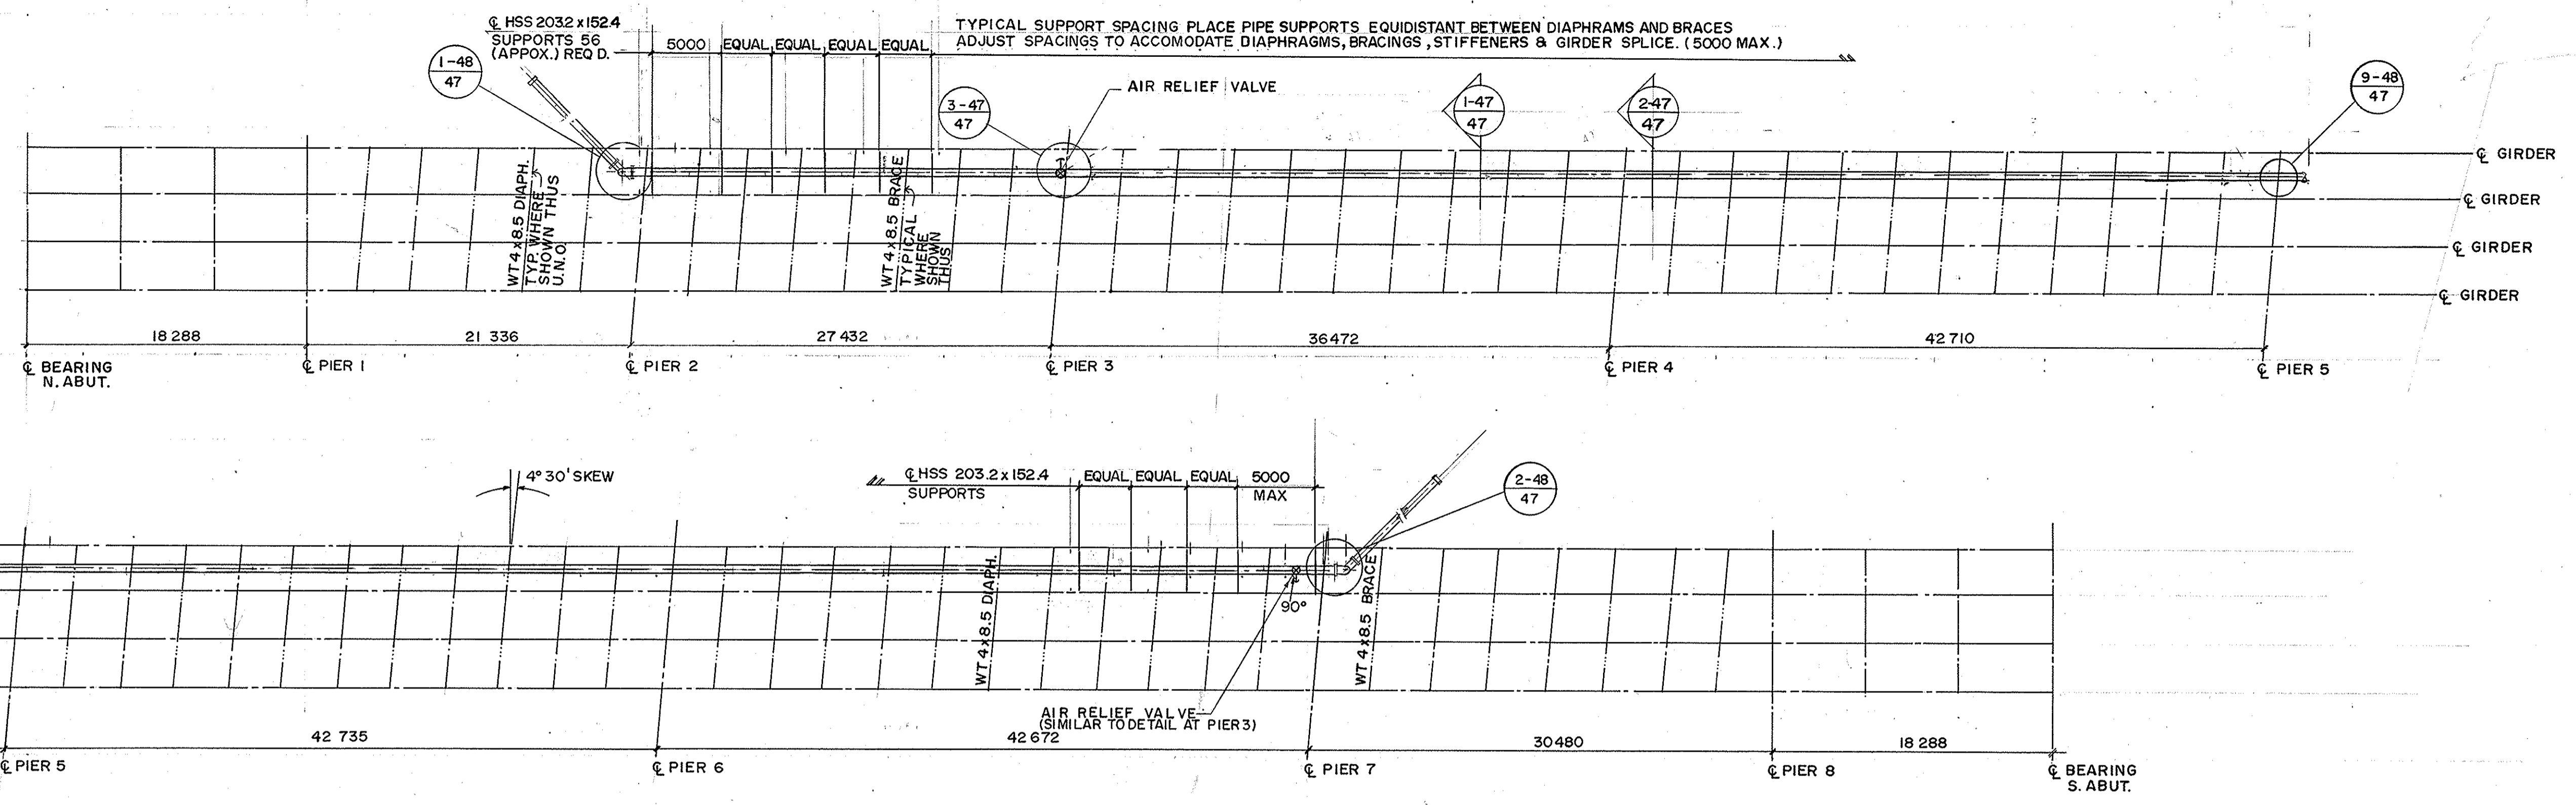 ℄ HSS 203.2 x 152.4
SUPPORTS 56
(APPOX.) REQ D.
5000 EQUAL EQUAL EQUAL EQUAL
TYPICAL SUPPORT SPACING PLACE PIPE SUPPORTS EQUIDISTANT BETWEEN DIAPHRAMS AND BRACES
ADJUST SPACINGS TO ACCOMODATE DIAPHRAGMS, BRACINGS, STIFFENERS & GIRDER SPLICE. (5000 MAX.)
1-48
47
3-47
47
AIR RELIEF VALVE
1-47
47
2-47
47
9-48
47
WT 4 x 8.5 DIAPH.
TYP. WHERE
SHOWN THUS
U.N.O.
WT 4 x 8.5 BRACE
TYPICAL
WHERE
SHOWN
THUS
℄ GIRDER
℄ GIRDER
℄ GIRDER
℄ GIRDER
18 288
21 336
27 432
36 472
42 710
℄ BEARING
N. ABUT.
℄ PIER 1
℄ PIER 2
℄ PIER 3
℄ PIER 4
℄ PIER 5
4° 30' SKEW
℄ HSS 203.2 x 152.4
SUPPORTS
EQUAL EQUAL EQUAL 5000
MAX
2-48
47
WT 4 x 8.5 DIAPH.
90°
WT 4 x 8.5 BRACE
AIR RELIEF VALVE
(SIMILAR TO DETAIL AT PIER 3)
42 735
42 672
30 480
18 288
℄ PIER 5
℄ PIER 6
℄ PIER 7
℄ PIER 8
℄ BEARING
S. ABUT.